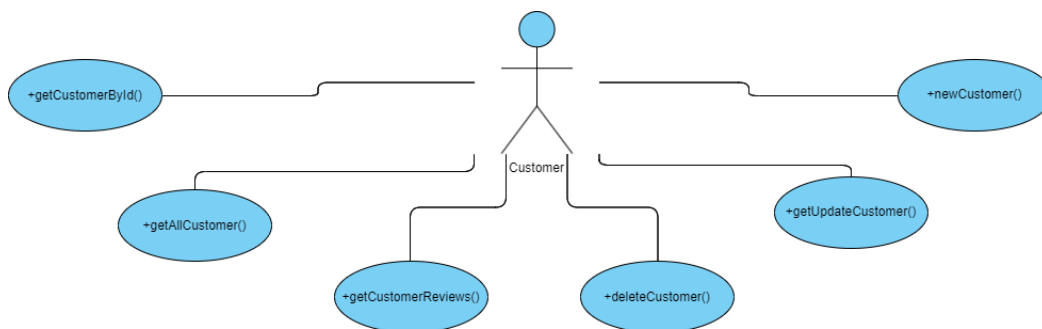 +getCustomerById()
+newCustomer()
Customer
+getAllCustomer()
+getUpdateCustomer()
+getCustomerReviews()
+deleteCustomer()